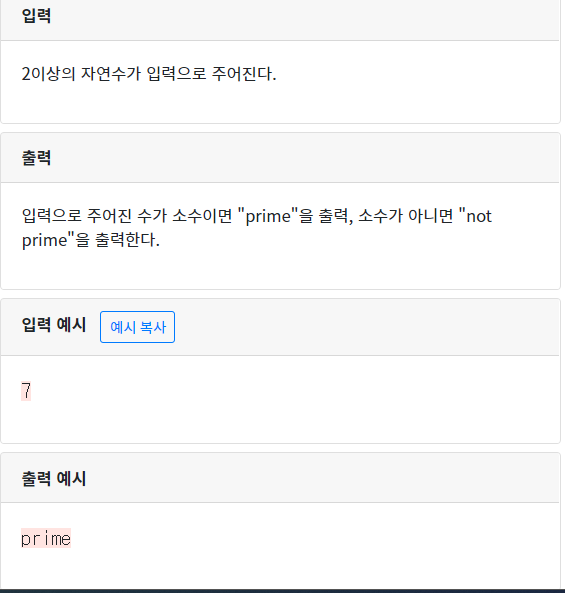 입력
2이상의 자연수가 입력으로 주어진다.
출력
입력으로 주어진 수가 소수이면 "prime"을 출력, 소수가 아니면 "not
prime"을 출력한다.
입력 예시 예시 복사
7
출력 예시
prime